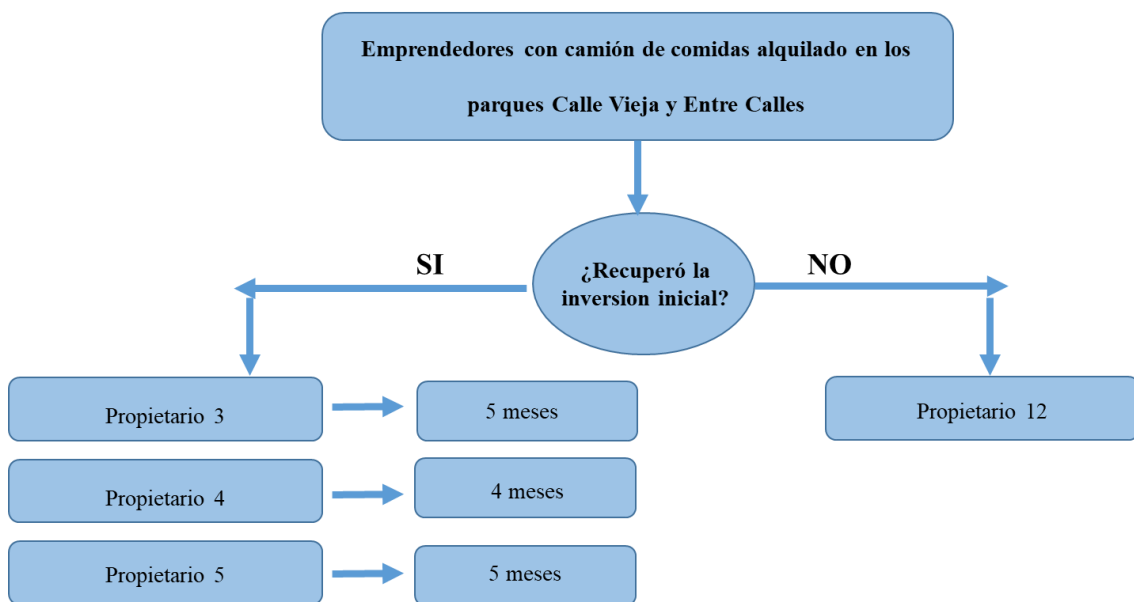 Emprendedores con camión de comidas alquilado en los
parques Calle Vieja y Entre Calles
SI
¿Recuperó la
inversion inicial?
NO
Propietario 3
5 meses
Propietario 12
Propietario 4
4 meses
Propietario 5
5 meses